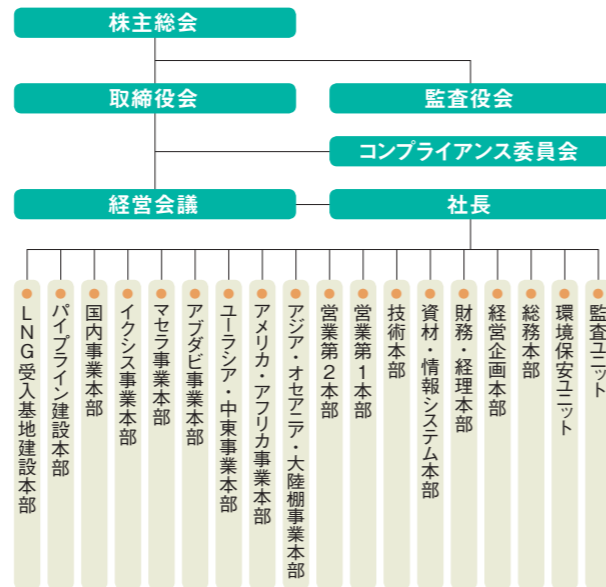 株主総会
取締役会
監査役会
コンプライアンス委員会
経営会議
社長
監査ユニット
環境保安ユニット
総務本部
経営企画本部
財務・経理本部
資材・情報システム本部
技術本部
営業第1本部
営業第2本部
アジア・オセアニア・大陸棚事業本部
アメリカ・アフリカ事業本部
ユーラシア・中東事業本部
アブダビ事業本部
マセラ事業本部
イクシス事業本部
国内事業本部
パイプライン建設本部
LNG受入基地建設本部